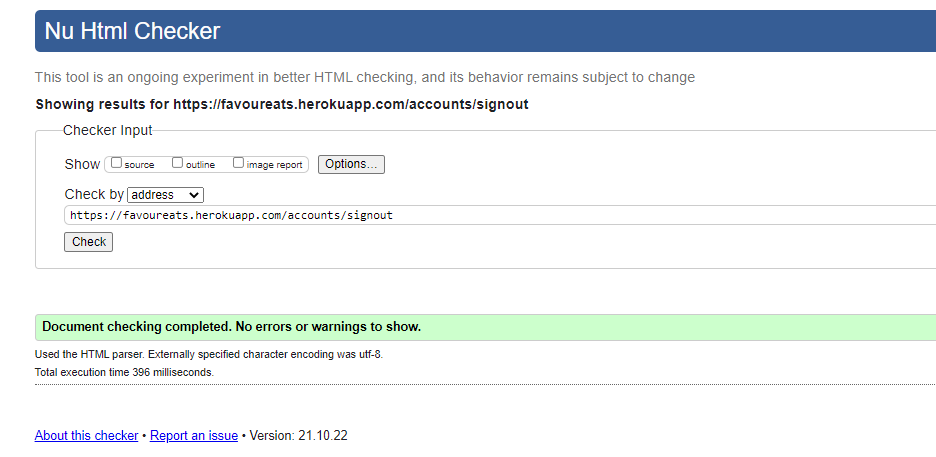 Nu Html Checker
This tool is an ongoing experiment in better HTML checking, and its behavior remains subject to change
Showing results for https://favoureats.herokuapp.com/accounts/signout
Checker Input
Show source outline image report Options...
Check by address
https://favoureats.herokuapp.com/accounts/signout
Check
Document checking completed. No errors or warnings to show.
Used the HTML parser. Externally specified character encoding was utf-8.
Total execution time 396 milliseconds.
About this checker • Report an issue • Version: 21.10.22